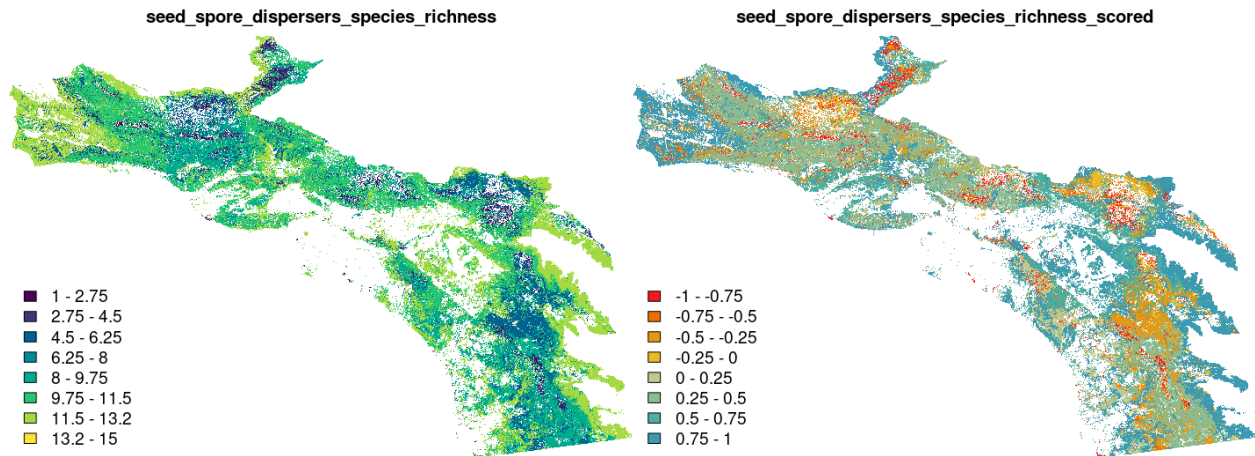 seed_spore_dispersers_species_richness
1 - 2.75
2.75 - 4.5
4.5 - 6.25
6.25 - 8
8 - 9.75
9.75 - 11.5
11.5 - 13.2
13.2 - 15
seed_spore_dispersers_species_richness_scored
-1 - -0.75
-0.75 - -0.5
-0.5 - -0.25
-0.25 - 0
0 - 0.25
0.25 - 0.5
0.5 - 0.75
0.75 - 1